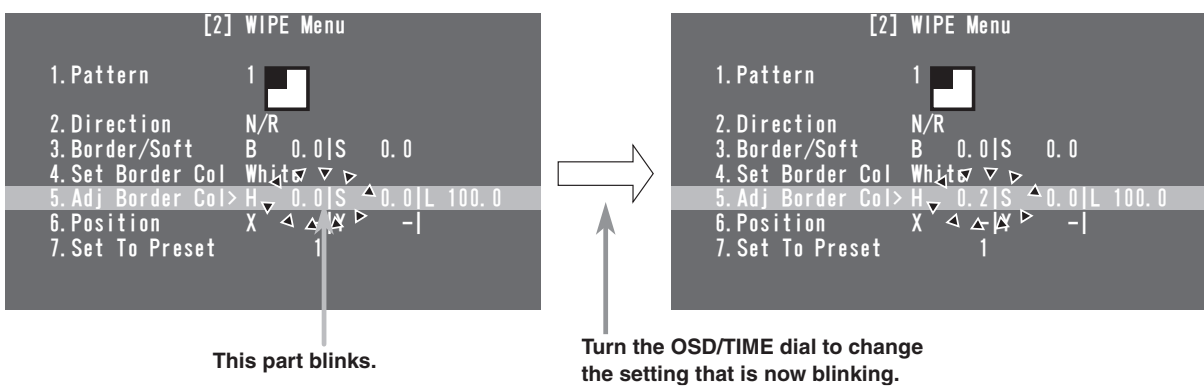 [2] WIPE Menu
1.Pattern 1
2.Direction N/R
3.Border/Soft B 0.0|S 0.0
4.Set Border Col White
5.Adj Border Col> H 0.0|S 0.0|L 100.0
6.Position X -|Y -|
7.Set To Preset 1
This part blinks.
[2] WIPE Menu
1.Pattern 1
2.Direction N/R
3.Border/Soft B 0.0|S 0.0
4.Set Border Col White
5.Adj Border Col> H 0.2|S 0.0|L 100.0
6.Position X -|Y -|
7.Set To Preset 1
Turn the OSD/TIME dial to change
the setting that is now blinking.